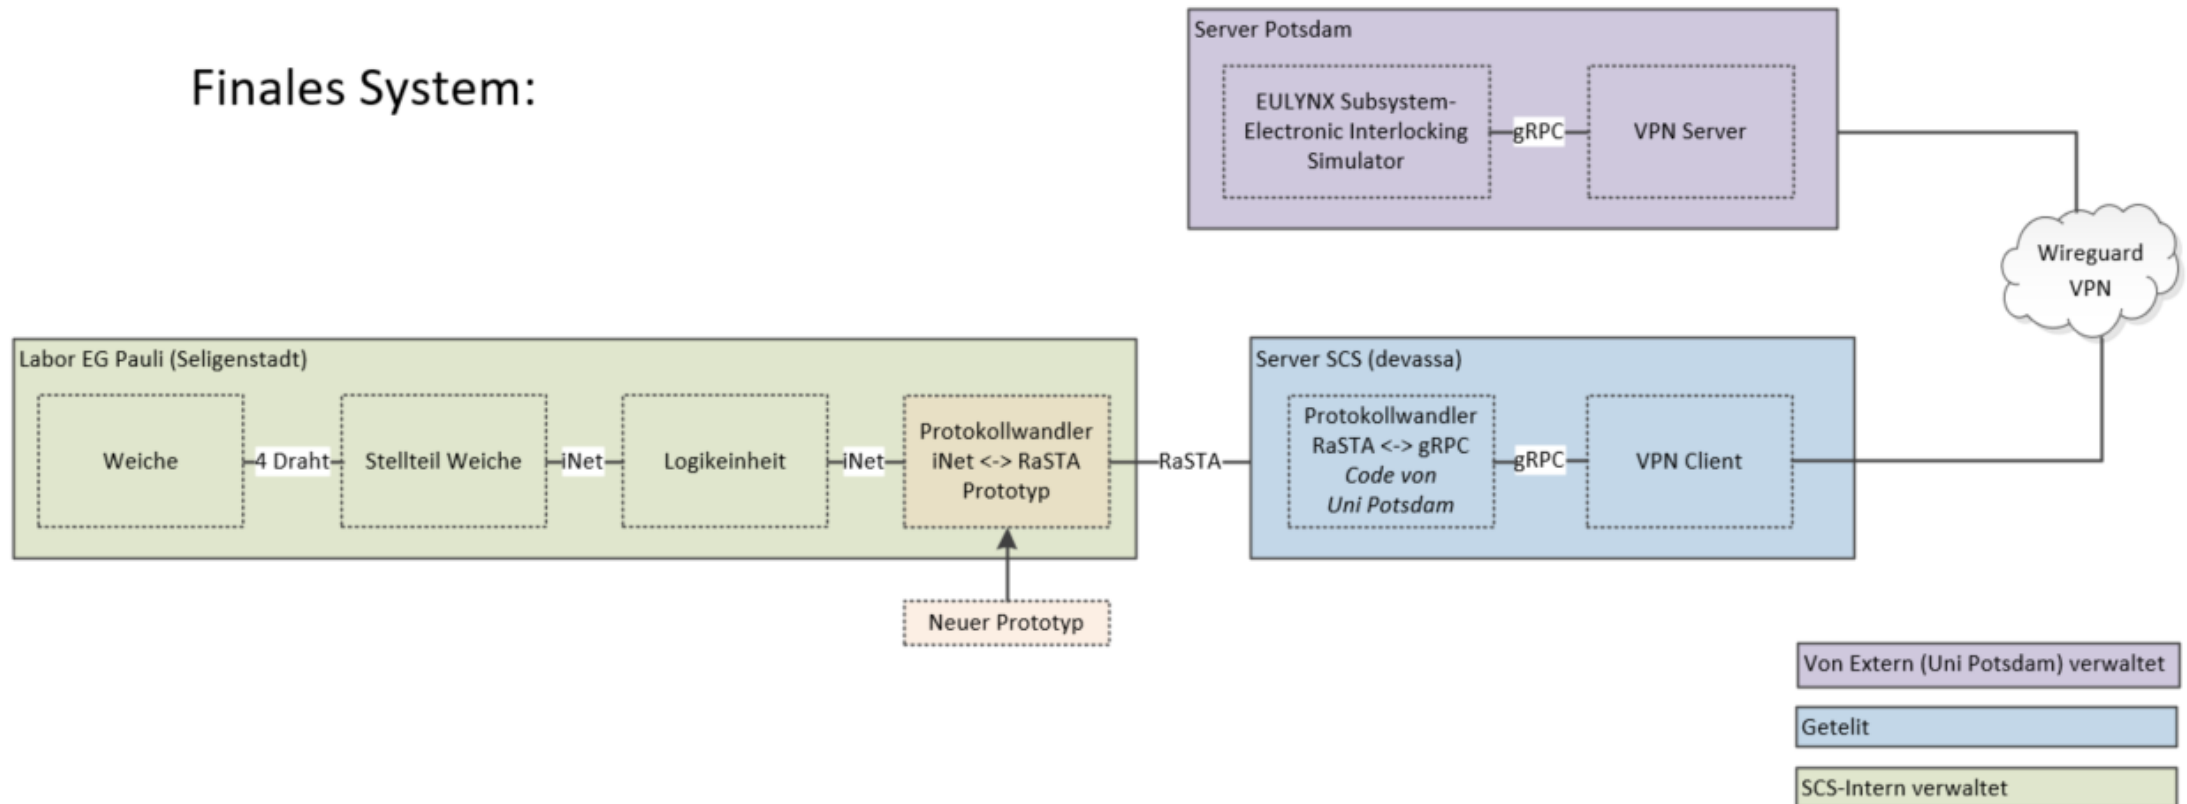 Finales System:
Server Potsdam
EULYNX Subsystem-
Electronic Interlocking
Simulator
gRPC
VPN Server
Wireguard
VPN
Labor EG Pauli (Seligenstadt)
Weiche
4 Draht
Stellteil Weiche
iNet
Logikeinheit
iNet
Protokollwandler
iNet <-> RaSTA
Prototyp
RaSTA
Server SCS (devassa)
Protokollwandler
RaSTA <-> gRPC
Code von
Uni Potsdam
gRPC
VPN Client
Neuer Prototyp
Von Extern (Uni Potsdam) verwaltet
Getelit
SCS-Intern verwaltet